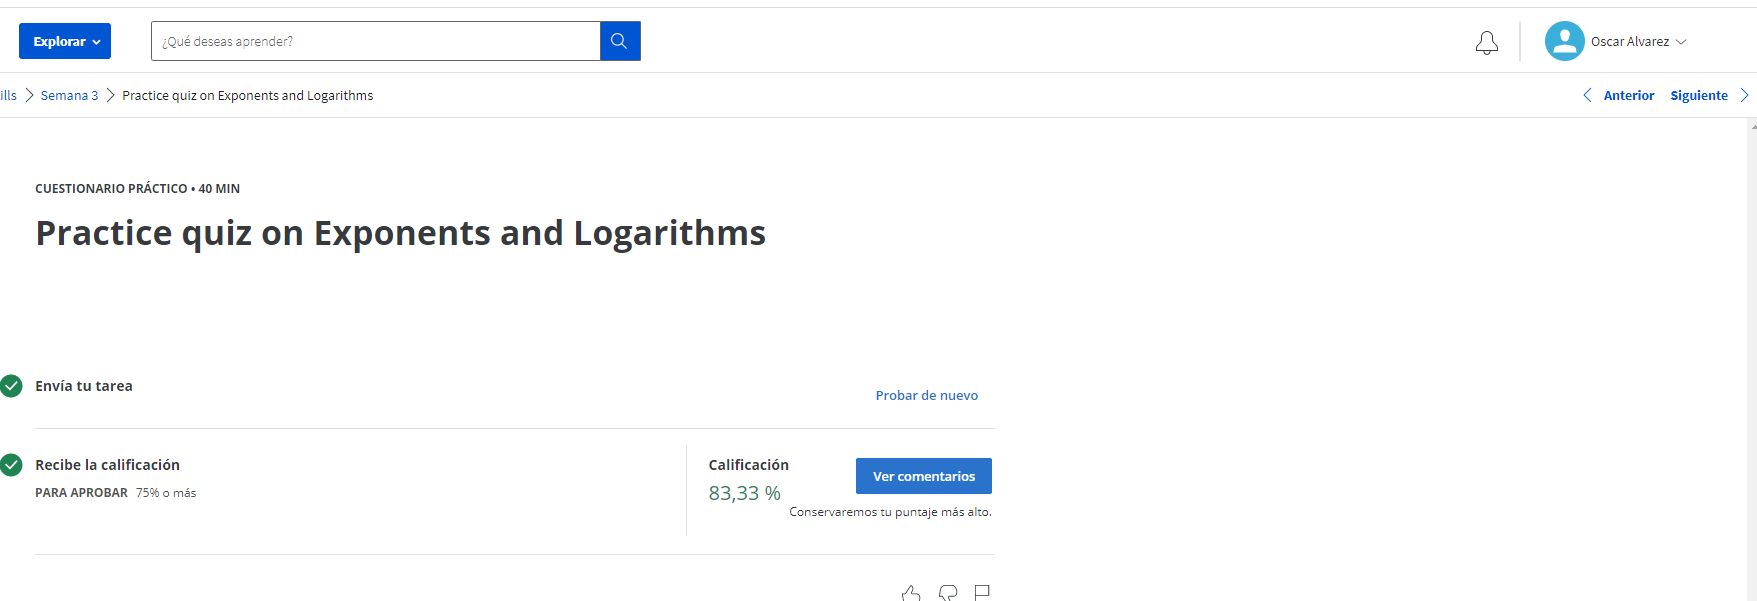 Explorar
¿Qué deseas aprender?
Oscar Alvarez
ills
Semana 3
Practice quiz on Exponents and Logarithms
Anterior
Siguiente
CUESTIONARIO PRÁCTICO • 40 MIN
Practice quiz on Exponents and Logarithms
Envía tu tarea
Probar de nuevo
Recibe la calificación
PARA APROBAR 75% o más
Calificación
83,33 %
Ver comentarios
Conservaremos tu puntaje más alto.